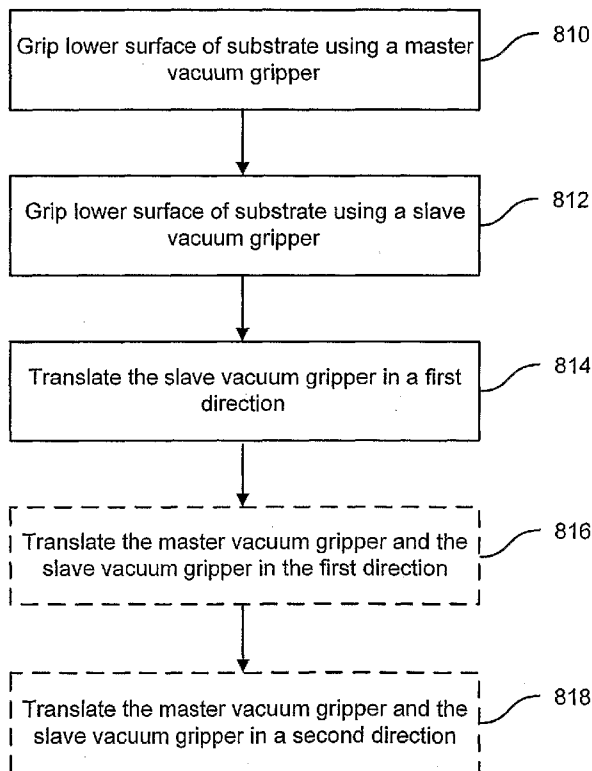 Grip lower surface of substrate using a master
vacuum gripper
810
Grip lower surface of substrate using a slave
vacuum gripper
812
Translate the slave vacuum gripper in a first
direction
814
Translate the master vacuum gripper and the
slave vacuum gripper in the first direction
816
Translate the master vacuum gripper and the
slave vacuum gripper in a second direction
818